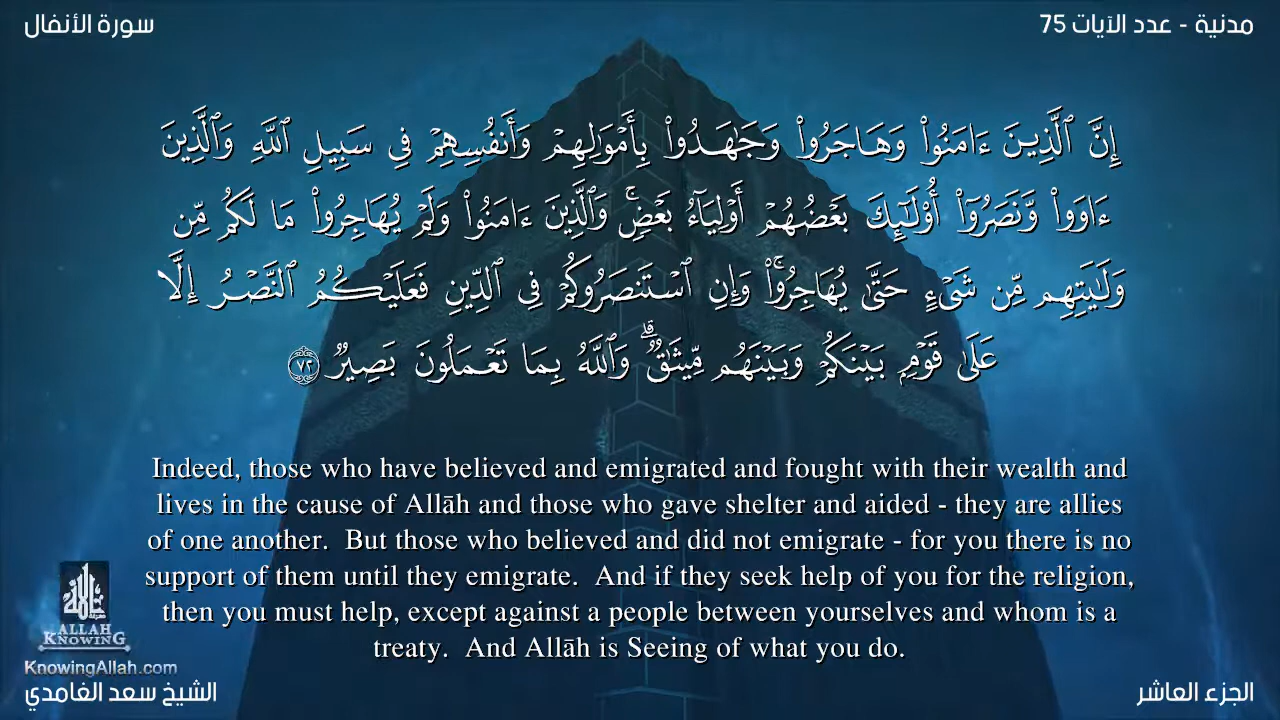 سورة الأنفال
مدنية - عدد الآيات 75
إِنَّ ٱلَّذِينَ ءَامَنُوا۟ وَهَاجَرُوا۟ وَجَـٰهَدُوا۟ بِأَمْوَٰلِهِمْ وَأَنفُسِهِمْ فِى سَبِيلِ ٱللَّهِ وَٱلَّذِينَ
ءَاوَوا۟ وَّنَصَرُوٓا۟ أُو۟لَـٰٓئِكَ بَعْضُهُمْ أَوْلِيَآءُ بَعْضٍۚ وَٱلَّذِينَ ءَامَنُوا۟ وَلَمْ يُهَاجِرُوا۟ مَا لَكُم مِّن
وَلَـٰيَتِهِم مِّن شَىْءٍ حَتَّىٰ يُهَاجِرُوا۟ۚ وَإِنِ ٱسْتَنصَرُوكُمْ فِى ٱلدِّينِ فَعَلَيْكُمُ ٱلنَّصْرُ إِلَّا
عَلَىٰ قَوْمٍۭ بَيْنَكُمْ وَبَيْنَهُم مِّيثَـٰقٌۗ وَٱللَّهُ بِمَا تَعْمَلُونَ بَصِيرٌ ٧٢
Indeed, those who have believed and emigrated and fought with their wealth and
lives in the cause of Allāh and those who gave shelter and aided - they are allies
of one another.  But those who believed and did not emigrate - for you there is no
support of them until they emigrate.  And if they seek help of you for the religion,
then you must help, except against a people between yourselves and whom is a
treaty.  And Allāh is Seeing of what you do.
ALLAH
KNOWING
KnowingAllah.com
الشيخ سعد الغامدي
الجزء العاشر